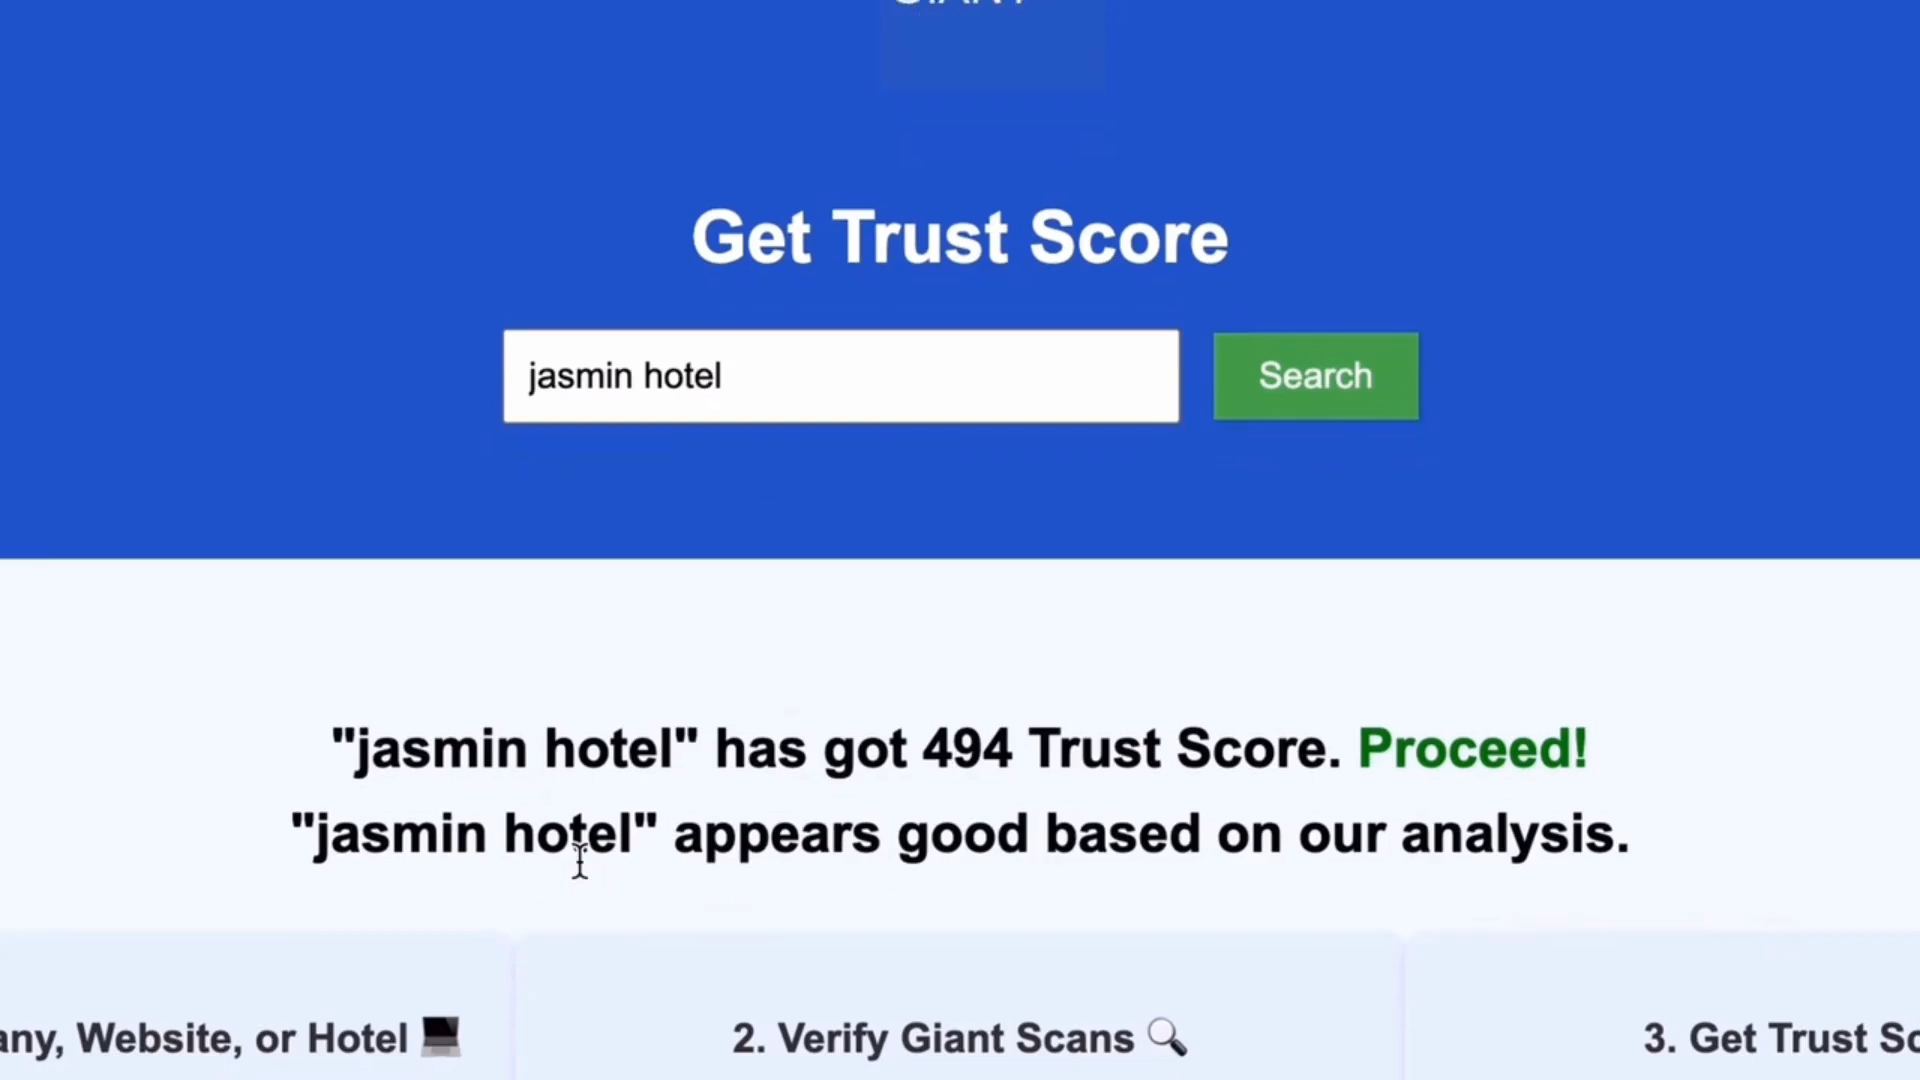 Get Trust Score
jasmin hotel
Search
"jasmin hotel" has got 494 Trust Score. Proceed!
"jasmin hotel" appears good based on our analysis.
any, Website, or Hotel 💻
2. Verify Giant Scans 🔍
3. Get Trust Sc